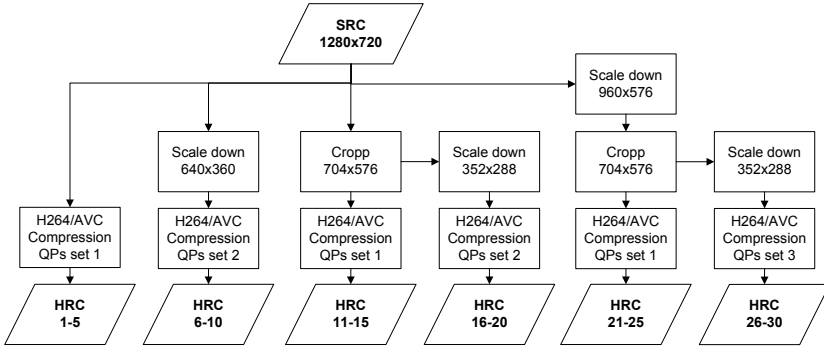 SRC
1280x720
Scale down
960x576
Scale down
640x360
Cropp
704x576
Scale down
352x288
Cropp
704x576
Scale down
352x288
H264/AVC
Compression
QPs set 1
H264/AVC
Compression
QPs set 2
H264/AVC
Compression
QPs set 1
H264/AVC
Compression
QPs set 2
H264/AVC
Compression
QPs set 1
H264/AVC
Compression
QPs set 3
HRC
1-5
HRC
6-10
HRC
11-15
HRC
16-20
HRC
21-25
HRC
26-30